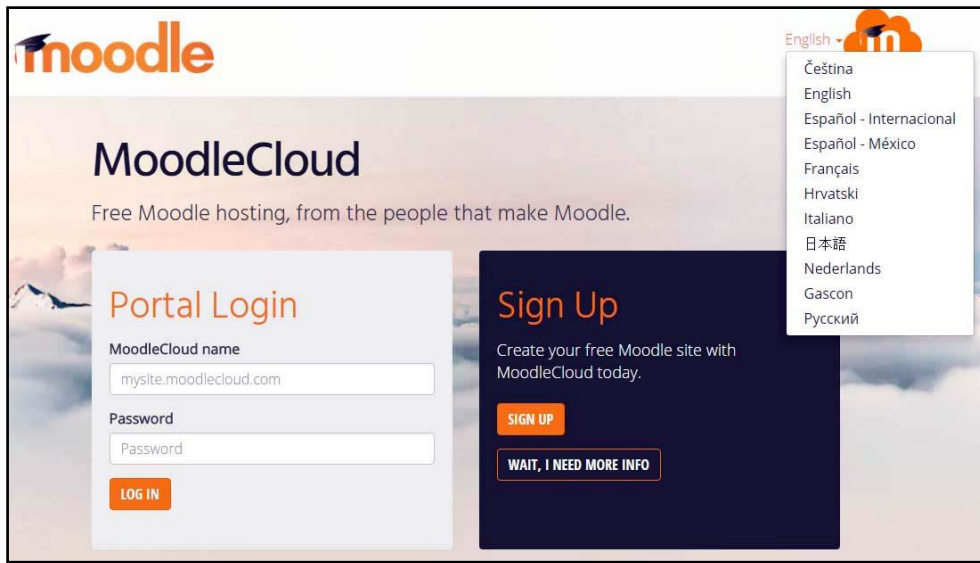 moodle
English
m
Čeština
English
Español - Internacional
Español - México
Français
Hrvatski
Italiano
日本語
Nederlands
Gascon
Русский
MoodleCloud
Free Moodle hosting, from the people that make Moodle.
Portal Login
MoodleCloud name
mysite.moodlecloud.com
Password
Password
LOG IN
Sign Up
Create your free Moodle site with
MoodleCloud today.
SIGN UP
WAIT, I NEED MORE INFO